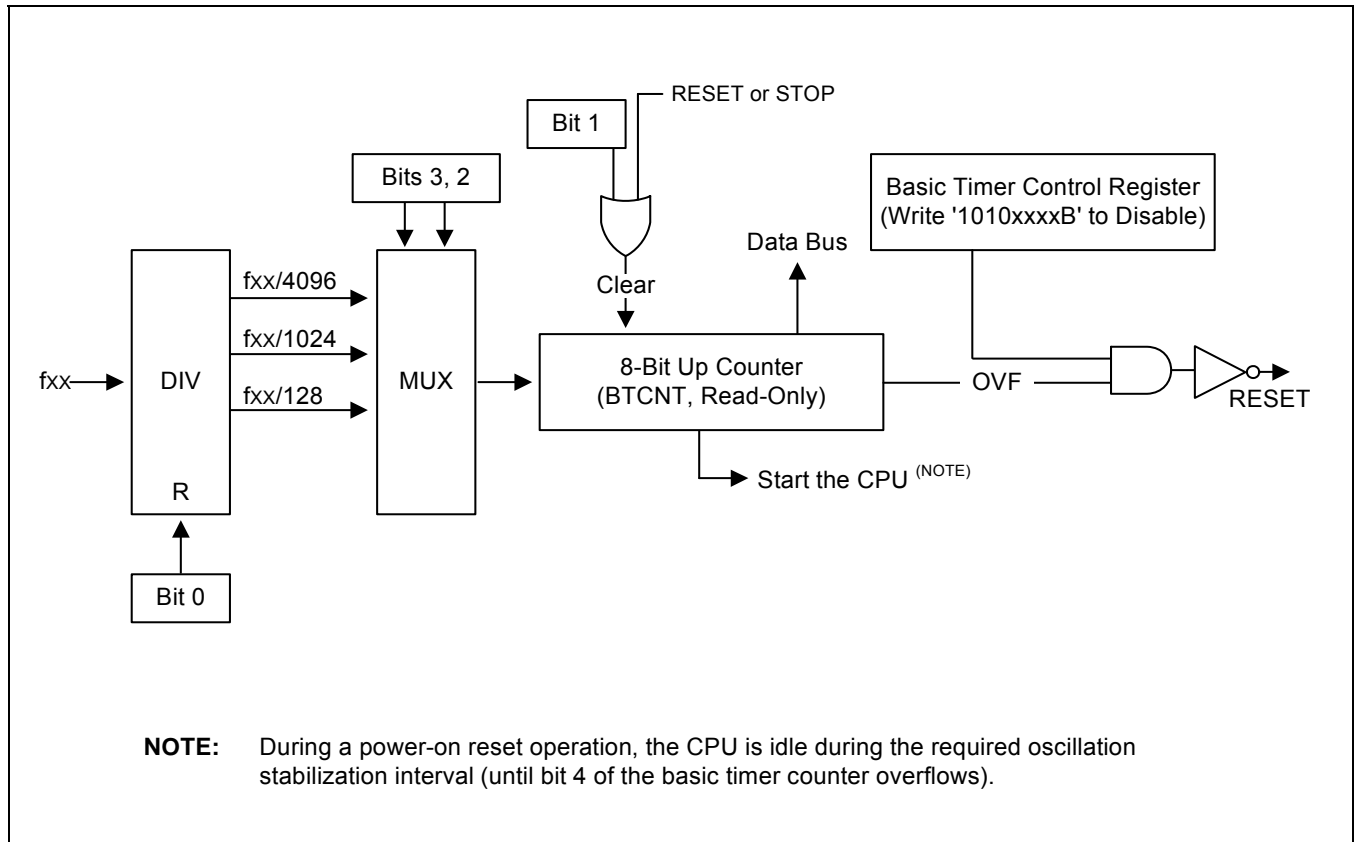 RESET or STOP
Bit 1
Bits 3, 2
Basic Timer Control Register
(Write '1010xxxxB' to Disable)
Data Bus
fxx/4096
Clear
fxx/1024
8-Bit Up Counter
(BTCNT, Read-Only)
fxx
DIV
MUX
OVF
fxx/128
RESET
Start the CPU (NOTE)
R
Bit 0
NOTE: During a power-on reset operation, the CPU is idle during the required oscillation
stabilization interval (until bit 4 of the basic timer counter overflows).